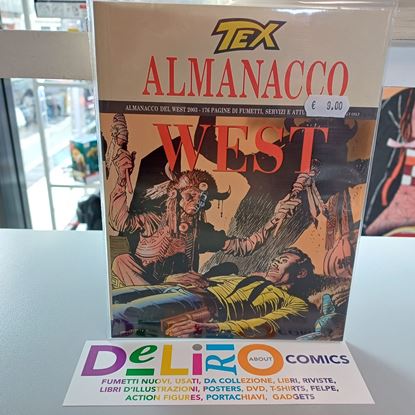 TEX
ALMANACCO
ALMANACCO DEL WEST 2003 - 176 PAGINE DI FUMETTI, SERVIZI E
€ 9,00
WEST
DeLiRiO ABOUT COMICS
FUMETTI NUOVI, USATI, DA COLLEZIONE, LIBRI, RIVISTE,
LIBRI D'ILLUSTRAZIONI, POSTERS, DVD, T-SHIRTS, FELPE,
ACTION FIGURES, PORTACHIAVI, GADGETS